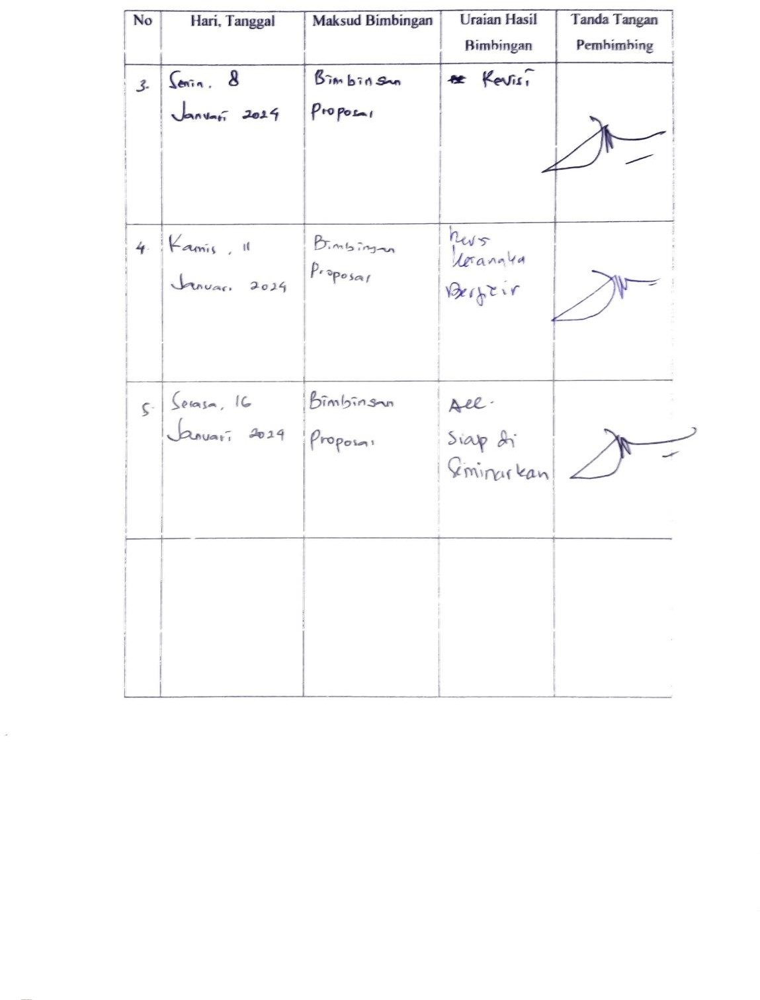 No Hari, Tanggal Maksud Bimbingan Uraian Hasil Bimbingan Tanda Tangan Pembimbing
3. Senin, 8 Bimbingan Revisi
Januari 2024 Proposal
4. Kamis, 11 Bimbingan Revs
Januari 2024 Proposal kerangka
Berfikir
5. Selasa, 16 Bimbingan Acc.
Januari 2024 Proposal Siap di
Seminarkan